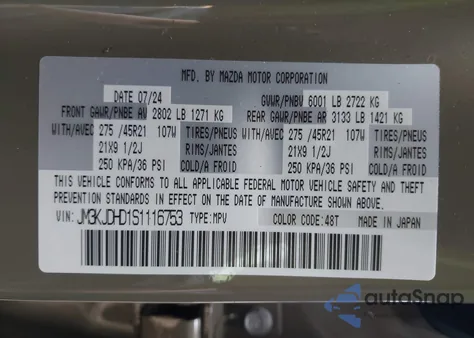 MFD. BY MAZDA MOTOR CORPORATION
DATE 07/24 GVWR/PNBV 6001 LB 2722 KG
FRONT GAWR/PNBE AV 2802 LB 1271 KG REAR GAWR/PNBE AR 3133 LB 1421 KG
WITH/AVEC 275 /45R21 107W TIRES/PNEUS WITH/AVEC 275 /45R21 107W TIRES/PNEUS
21X9 1/2J RIMS/JANTES 21X9 1/2J RIMS/JANTES
250 KPA/36 PSI COLD/A FROID 250 KPA/36 PSI COLD/A FROID
THIS VEHICLE CONFORMS TO ALL APPLICABLE FEDERAL MOTOR VEHICLE SAFETY AND THEFT
PREVENTION STANDARDS IN EFFECT ON THE DATE OF MANUFACTURE SHOWN ABOVE.
VIN: JM3KJDHD1S1116753 TYPE:MPV COLOR CODE:48T MADE IN JAPAN
autoSnap